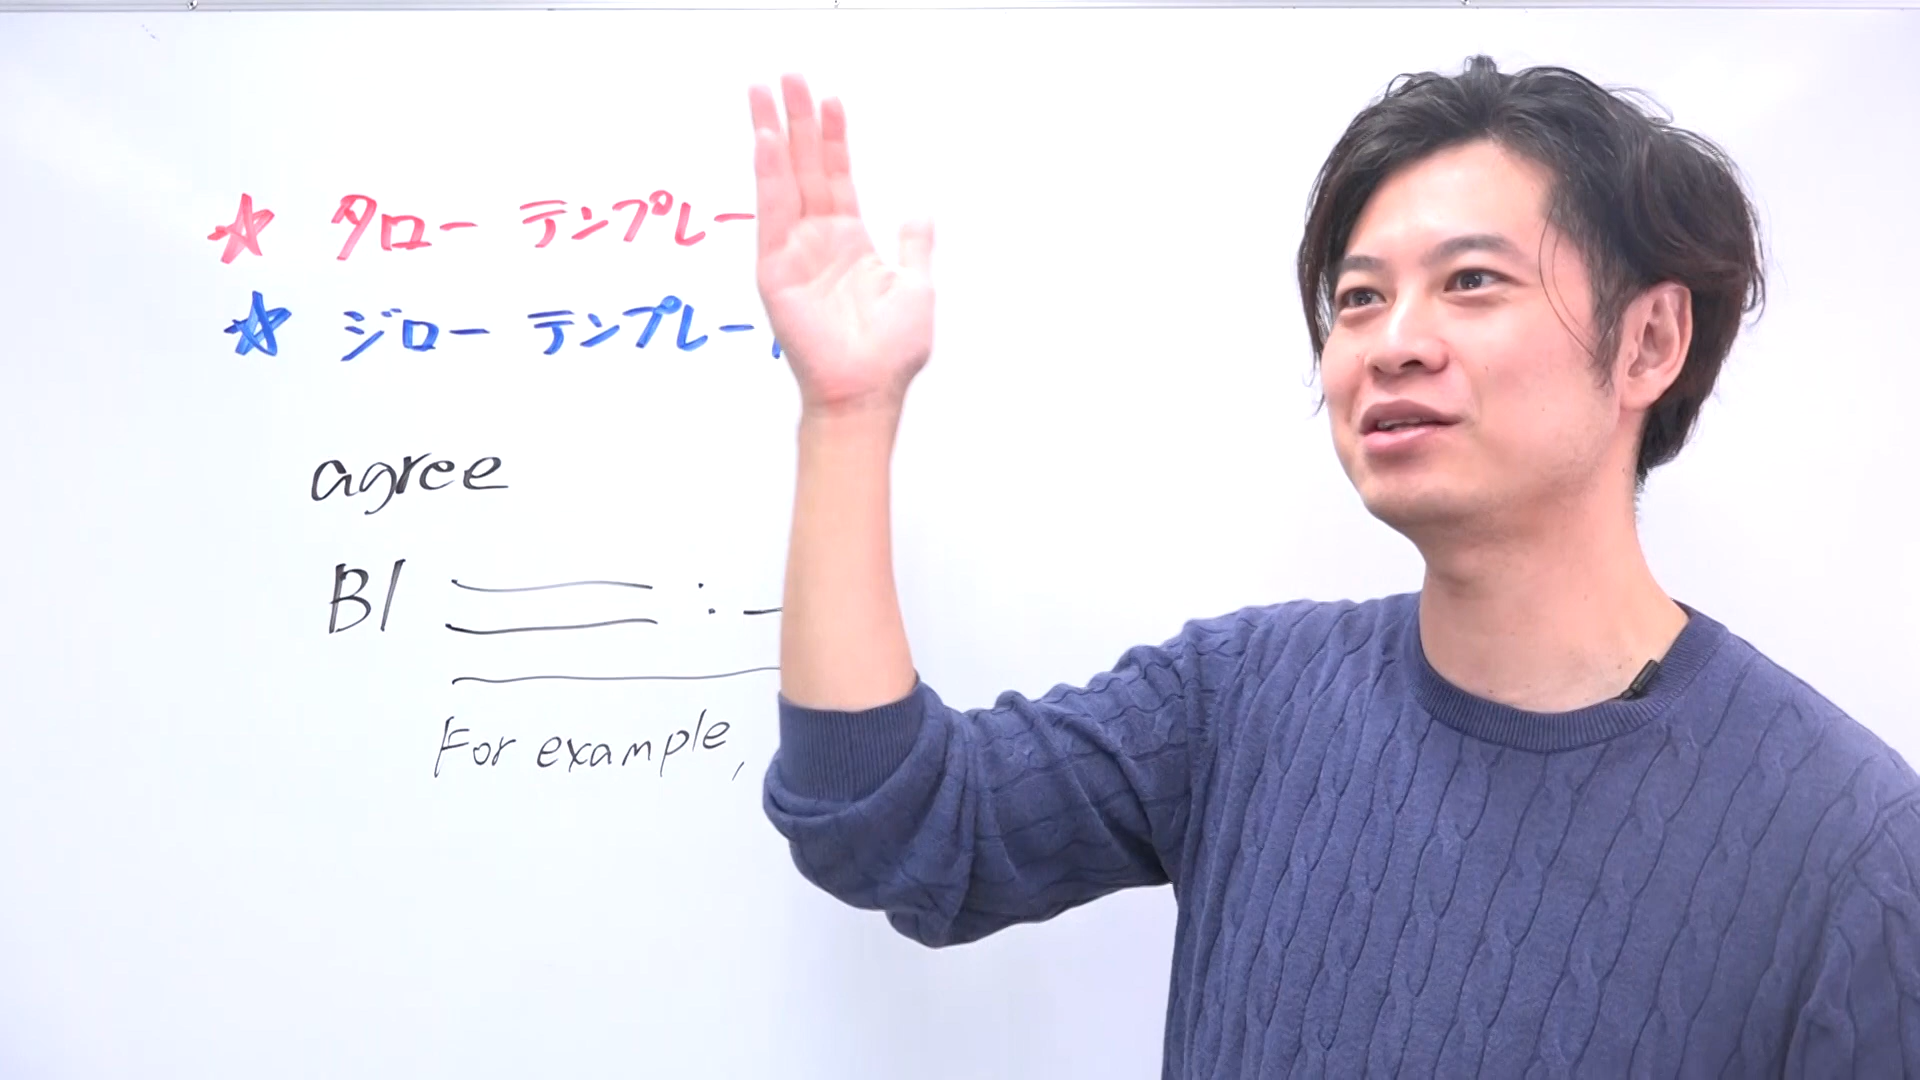 ☆ タロー テンプレー
☆ ジロー テンプレー
agree
B1 :
For example,